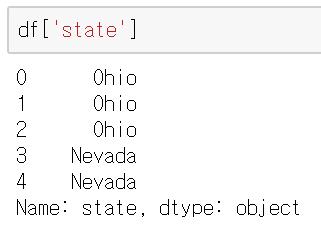 df['state']
0      Ohio
1      Ohio
2      Ohio
3    Nevada
4    Nevada
Name: state, dtype: object